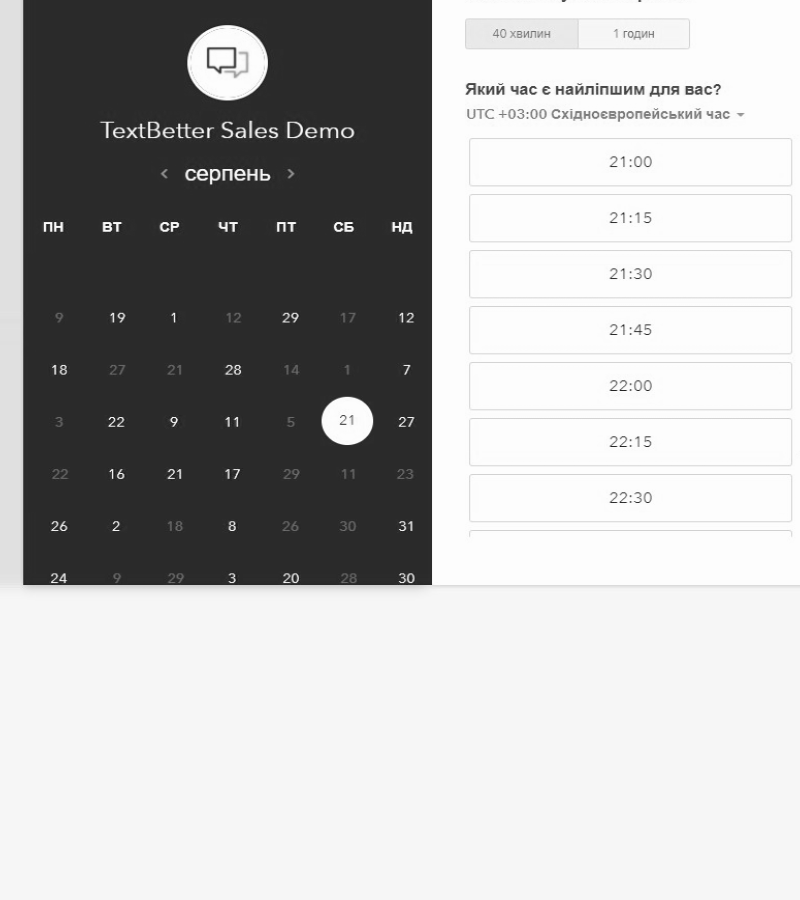 TextBetter Sales Demo
серпень
ПН ВТ СР ЧТ ПТ СБ НД
9 19 1 12 29 17 12
18 27 21 28 14 1 7
3 22 9 11 5 21 27
22 16 21 17 29 11 23
26 2 18 8 26 30 31
24 9 29 3 20 28 30
40 хвилин 1 годин
Який час є найліпшим для вас?
UTC +03:00 Східноєвропейський час
21:00
21:15
21:30
21:45
22:00
22:15
22:30